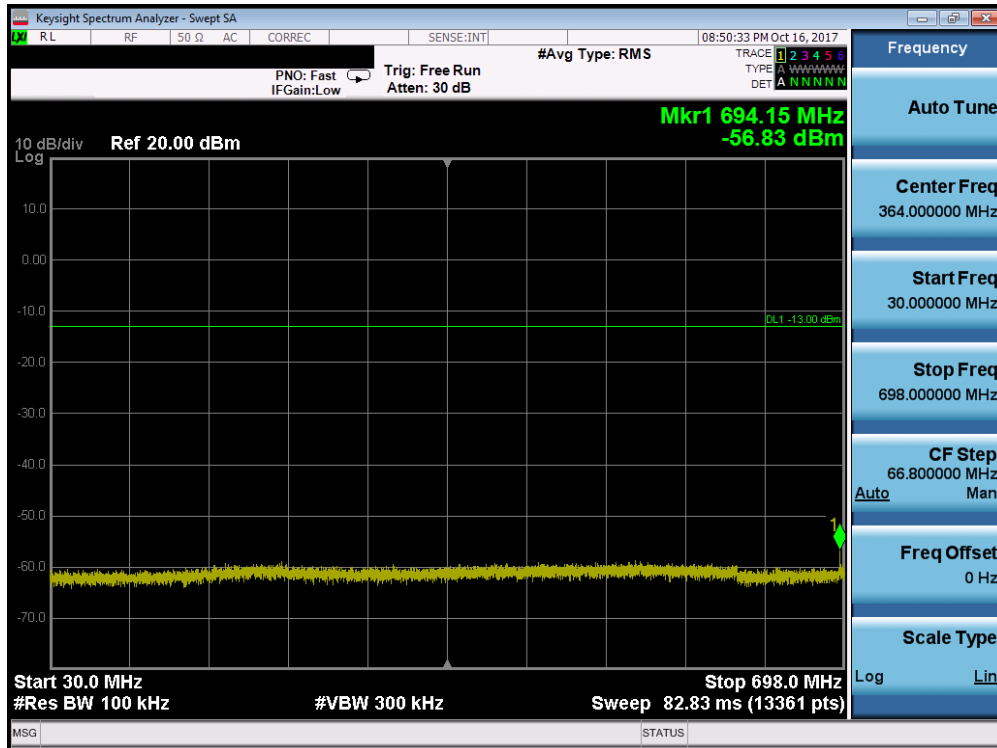 Keysight Spectrum Analyzer - Swept SA
LXI RL RF 50 Ω AC CORREC SENSE:INT 08:50:33 PM Oct 16, 2017
#Avg Type: RMS TRACE 1 2 3 4 5 6
PNO: Fast Trig: Free Run TYPE A WWWWW
IFGain:Low Atten: 30 dB DET A N N N N N
Mkr1 694.15 MHz
-56.83 dBm
10 dB/div Ref 20.00 dBm
Log
10.0
0.00
-10.0
DL1 -13.00 dBm
-20.0
-30.0
-40.0
-50.0
1
-60.0
-70.0
Start 30.0 MHz Stop 698.0 MHz
#Res BW 100 kHz #VBW 300 kHz Sweep 82.83 ms (13361 pts)
MSG STATUS
Frequency
Auto Tune
Center Freq
364.000000 MHz
Start Freq
30.000000 MHz
Stop Freq
698.000000 MHz
CF Step
66.800000 MHz
Auto Man
Freq Offset
0 Hz
Scale Type
Log Lin